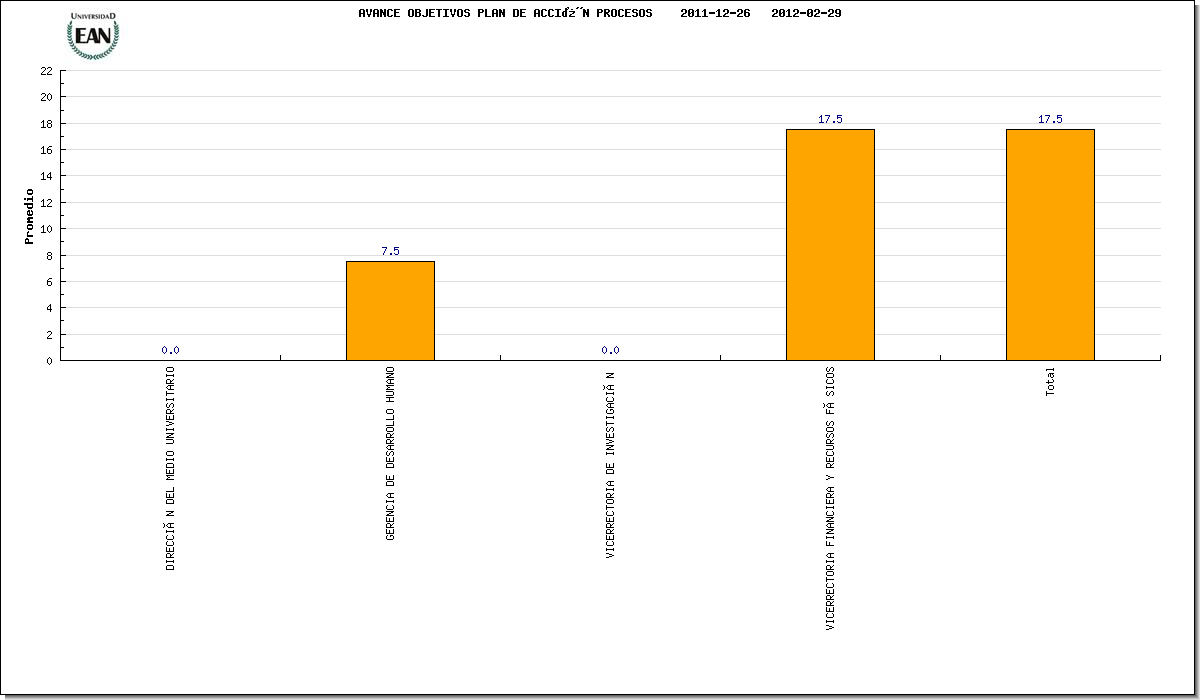 UNIVERSIDAD
EAN
AVANCE OBJETIVOS PLAN DE ACCIďż˝N PROCESOS 2011-12-26 2012-02-29
Promedio
22
20
18
16
14
12
10
8
6
4
2
0
0.0
7.5
0.0
17.5
17.5
DIRECCIĂ N DEL MEDIO UNIVERSITARIO
GERENCIA DE DESARROLLO HUMANO
VICERRECTORIA DE INVESTIGACIĂ N
VICERRECTORIA FINANCIERA Y RECURSOS FĂ SICOS
Total